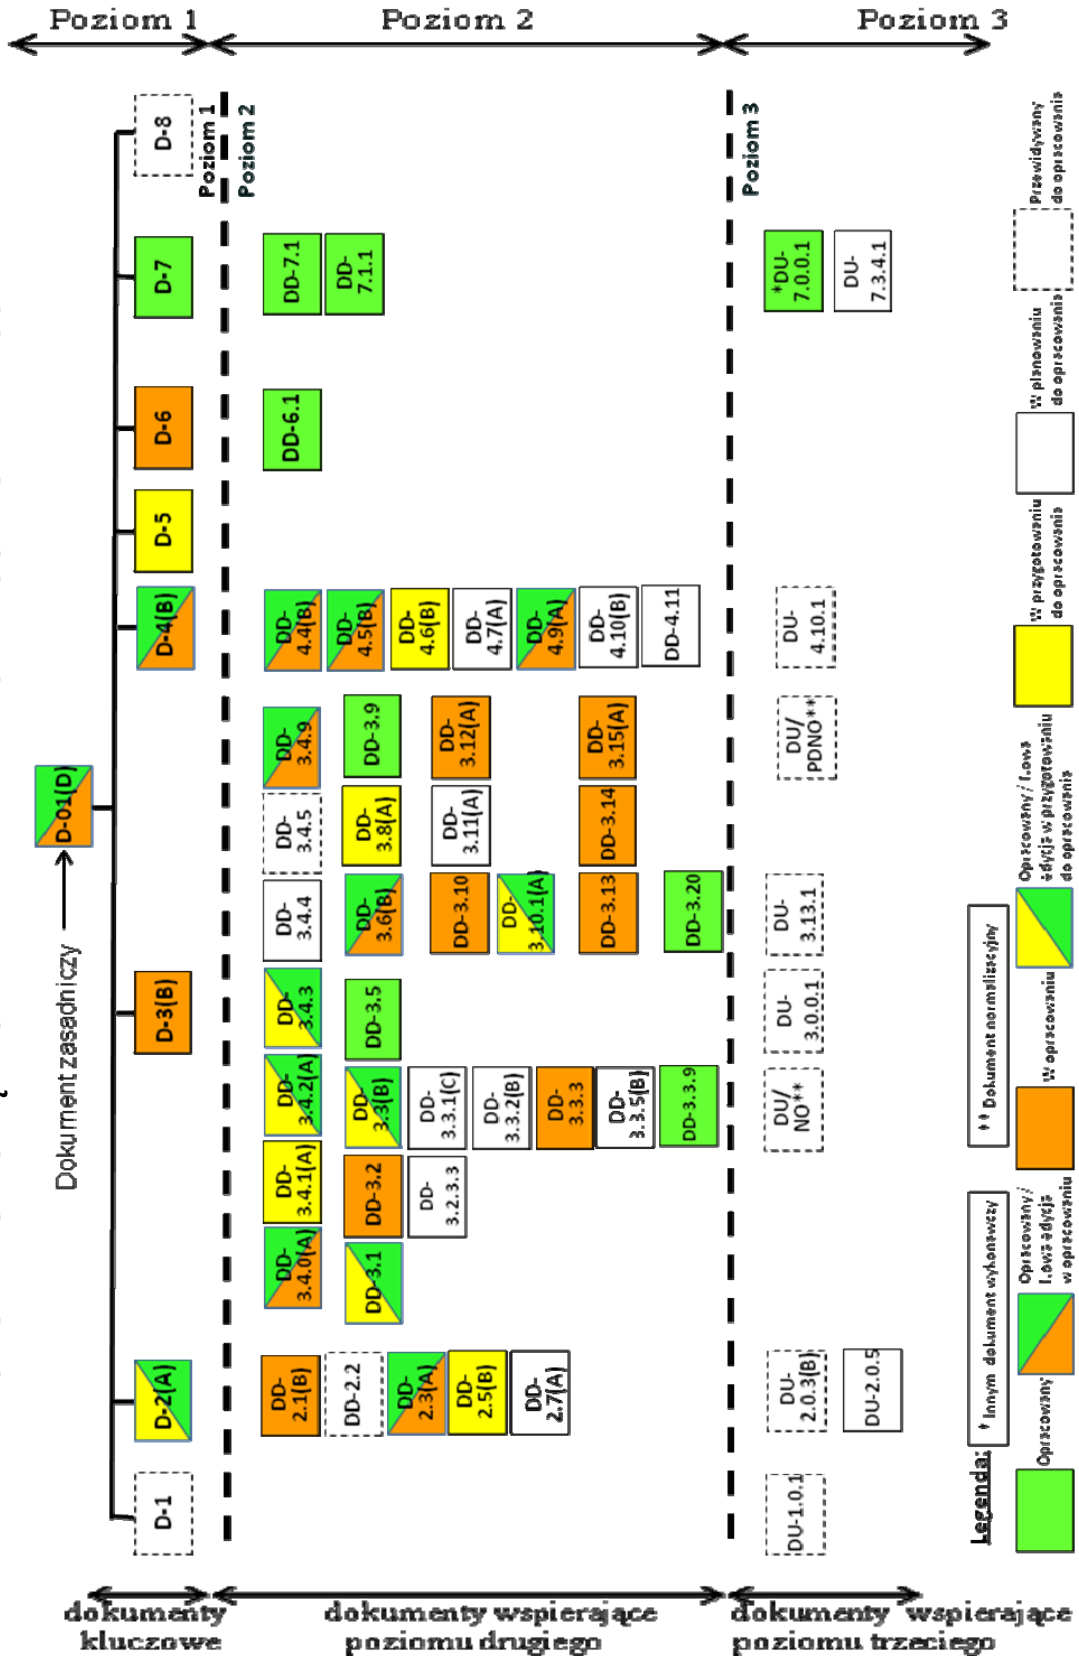 Poziom 1
Poziom 2
Poziom 3
Dokument zasadniczy
D-01(D)
D-1
D-2(A)
D-3(B)
D-4(B)
D-5
D-6
D-7
D-8
Poziom 1
Poziom 2
DD-
2.1(B)
DD-2.2
DD-
2.3(A)
DD-
2.5(B)
DD-
2.7(A)
DD-
3.4.0(A)
DD-
3.4.1(A)
DD-
3.4.2(A)
DD-
3.4.3
DD-
3.4.4
DD-
3.4.5
DD-
3.4.9
DD-3.1
DD-3.2
DD-
3.2.3.3
DD-
3.3(B)
DD-
3.3.1(C)
DD-
3.3.2(B)
DD-
3.3.3
DD-
3.3.5(B)
DD-3.3.9
DD-3.5
DD-
3.6(B)
DD-
3.8(A)
DD-3.9
DD-3.10
DD-
3.10.1(A)
DD-
3.11(A)
DD-
3.12(A)
DD-3.13
DD-3.14
DD-
3.15(A)
DD-3.20
DD-
4.4(B)
DD-
4.5(B)
DD-
4.6(B)
DD-
4.7(A)
DD-
4.9(A)
DD-
4.10(B)
DD-4.11
DD-6.1
DD-7.1
DD-
7.1.1
Poziom 3
DU-1.0.1
DU-
2.0.3(B)
DU-2.0.5
DU/
NO**
DU-
3.0.0.1
DU-
3.13.1
DU/
PDNO**
DU-
4.10.1
*DU-
7.0.0.1
DU-
7.3.4.1
dokumenty
kluczowe
dokumenty wspierające
poziomu drugiego
dokumenty wspierające
poziomu trzeciego
Legenda:
* Innym dokument wykonawczy
** Dokument normalizacyjny
Opracowany
Opracowany /
Nowa edycja
w opracowaniu
W opracowaniu
Opracowany / Nowa
edycja w przygotowaniu
do opracowania
W przygotowaniu
do opracowania
W planowaniu
do opracowania
Przewidywany
do opracowania